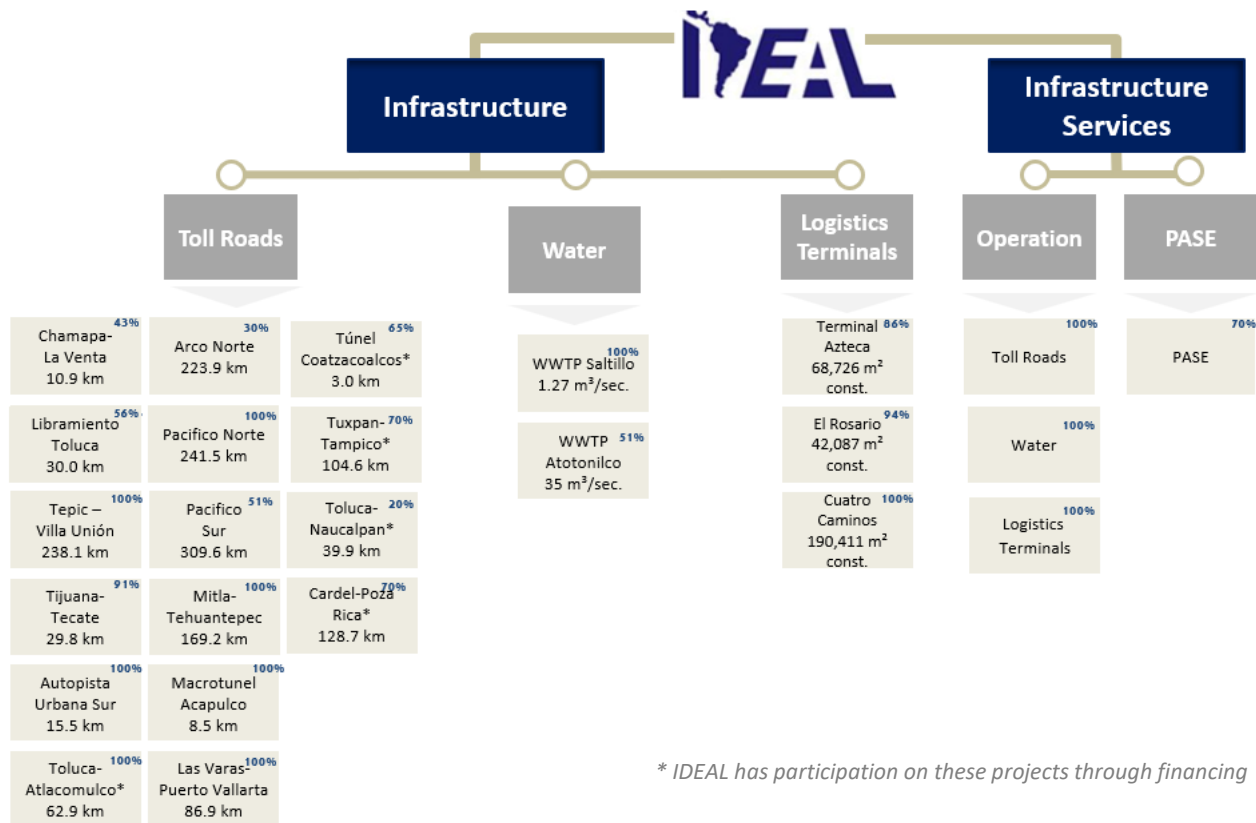 IDEAL
Infrastructure
Infrastructure
Services
Toll Roads
Water
Logistics
Terminals
Operation
PASE
43%
Chamapa-
La Venta
10.9 km
56%
Libramiento
Toluca
30.0 km
100%
Tepic –
Villa Unión
238.1 km
91%
Tijuana-
Tecate
29.8 km
100%
Autopista
Urbana Sur
15.5 km
100%
Toluca-
Atlacomulco*
62.9 km
30%
Arco Norte
223.9 km
100%
Pacifico Norte
241.5 km
51%
Pacifico
Sur
309.6 km
100%
Mitla-
Tehuantepec
169.2 km
100%
Macrotunel
Acapulco
8.5 km
100%
Las Varas-
Puerto Vallarta
86.9 km
65%
Túnel
Coatzacoalcos*
3.0 km
70%
Tuxpan-
Tampico*
104.6 km
20%
Toluca-
Naucalpan*
39.9 km
70%
Cardel-Poza
Rica*
128.7 km
100%
WWTP Saltillo
1.27 m³/sec.
51%
WWTP
Atotonilco
35 m³/sec.
86%
Terminal
Azteca
68,726 m²
const.
94%
El Rosario
42,087 m²
const.
100%
Cuatro
Caminos
190,411 m²
const.
100%
Toll Roads
100%
Water
100%
Logistics
Terminals
70%
PASE
* IDEAL has participation on these projects through financing